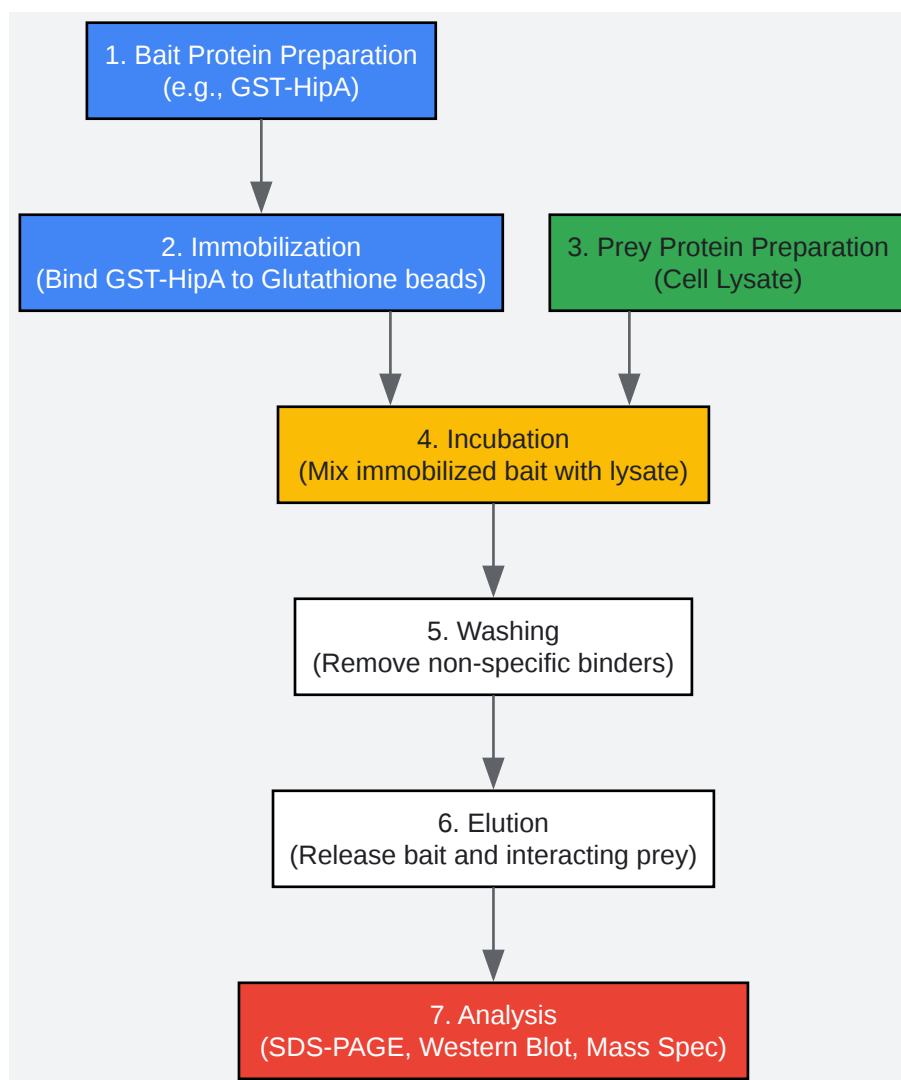 1. Bait Protein Preparation
(e.g., GST-HipA)
2. Immobilization
(Bind GST-HipA to Glutathione beads)
3. Prey Protein Preparation
(Cell Lysate)
4. Incubation
(Mix immobilized bait with lysate)
5. Washing
(Remove non-specific binders)
6. Elution
(Release bait and interacting prey)
7. Analysis
(SDS-PAGE, Western Blot, Mass Spec)